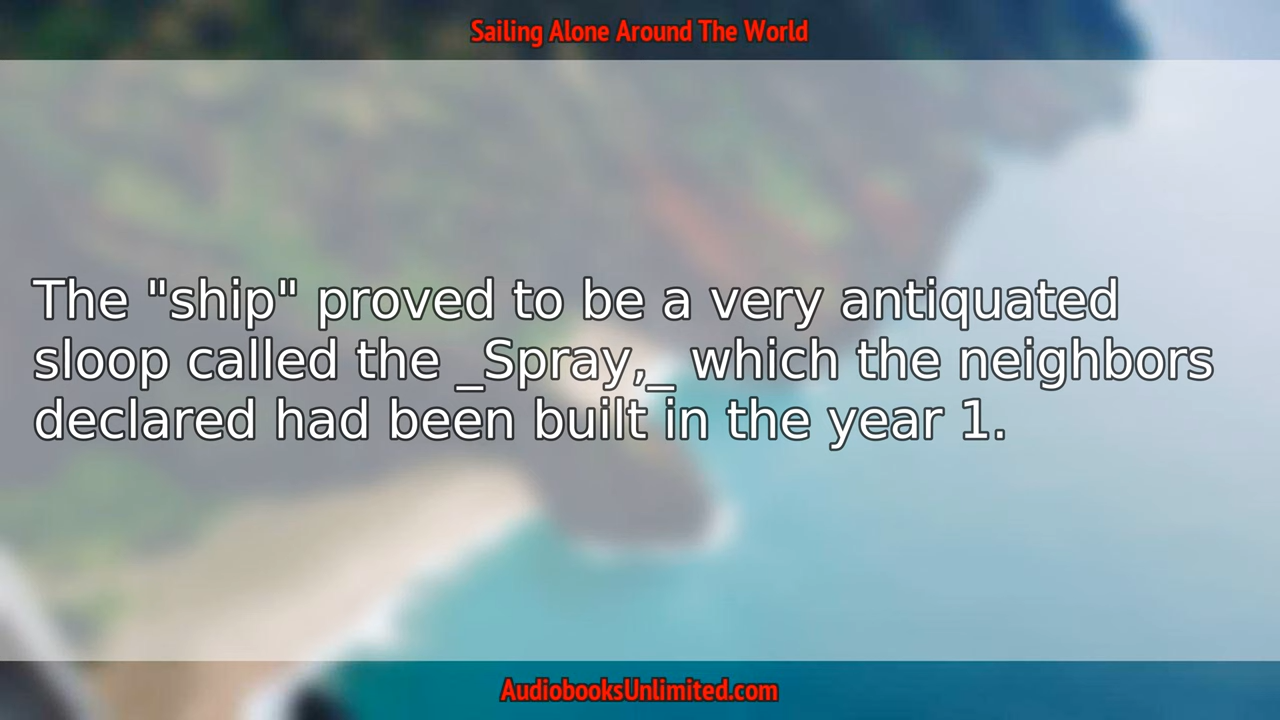 Sailing Alone Around The World
The "ship" proved to be a very antiquated
sloop called the _Spray,_ which the neighbors
declared had been built in the year 1.
AudiobooksUnlimited.com